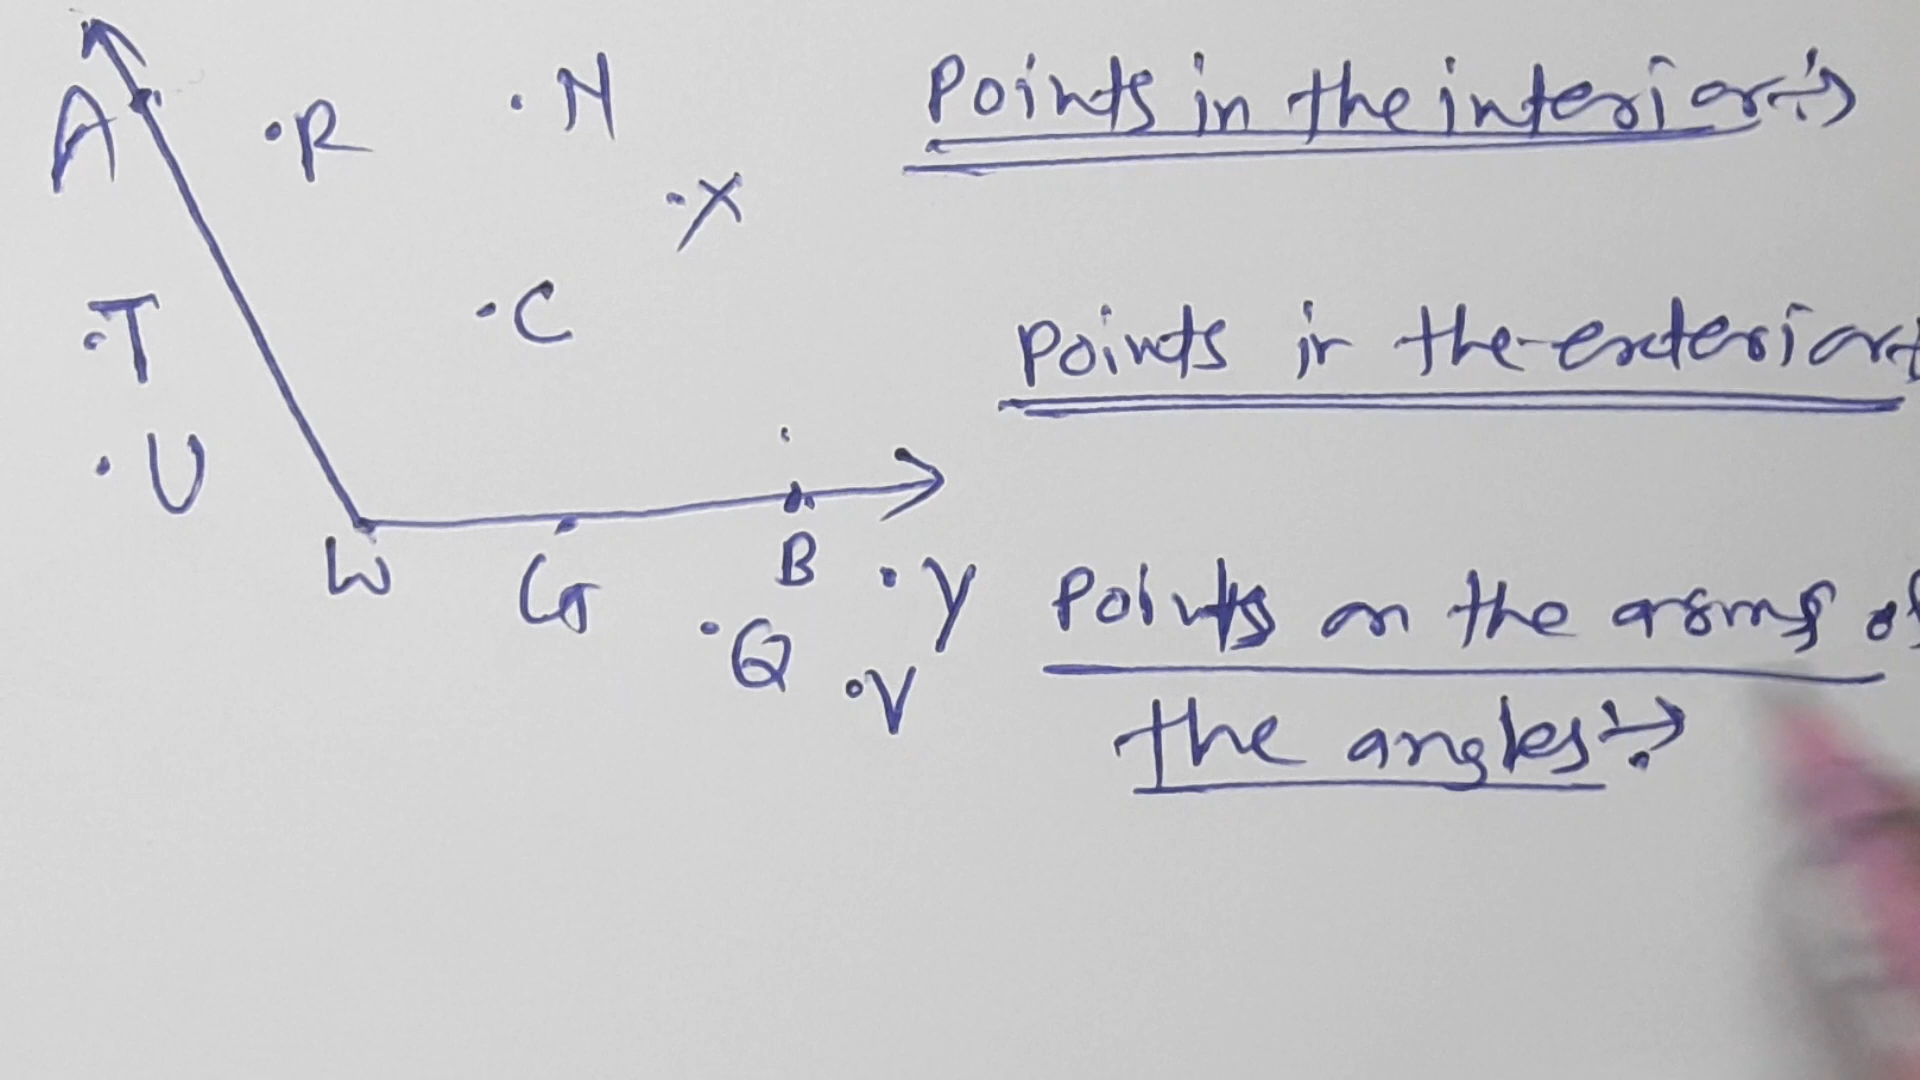 A
.R
.N
.X
.C
.T
.U
W
G
B
.Y
.Q
.V
Points in the interior:→
Points in the exterior
Points on the arms of
the angles:→